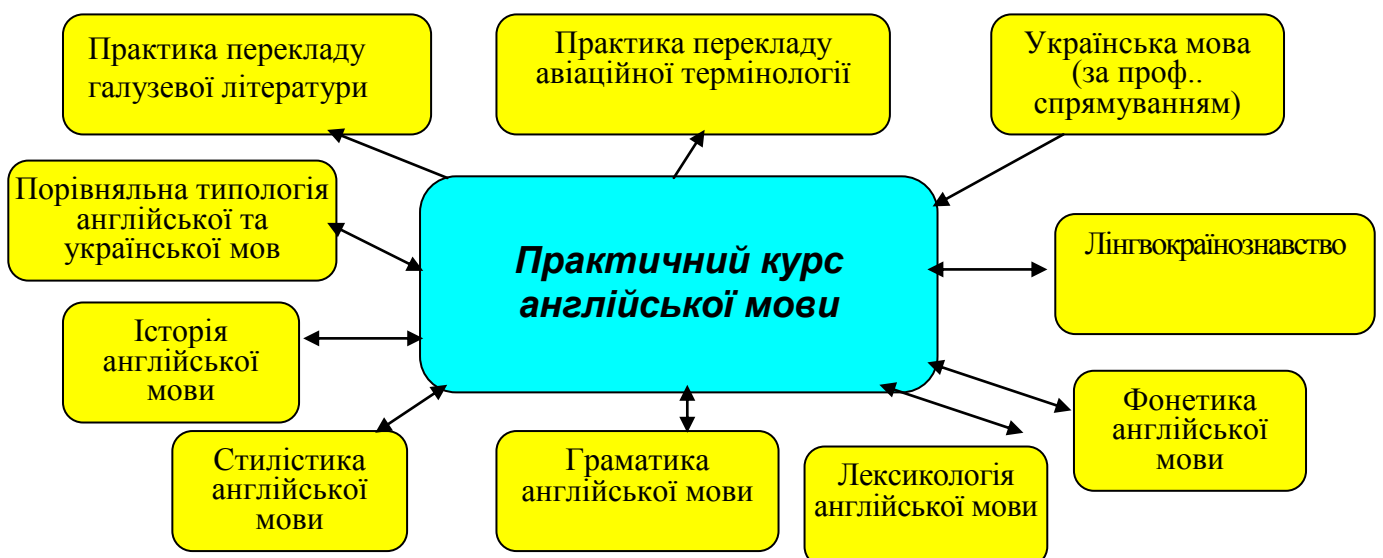 Практика перекладу
галузевої літератури
Практика перекладу
авіаційної термінології
Українська мова
(за проф..
спрямуванням)
Порівняльна типологія
англійської та
української мов
Практичний курс
англійської мови
Лінгвокраїнознавство
Історія
англійської
мови
Фонетика
англійської
мови
Стилістика
англійської
мови
Граматика
англійської мови
Лексикологія
англійської мови